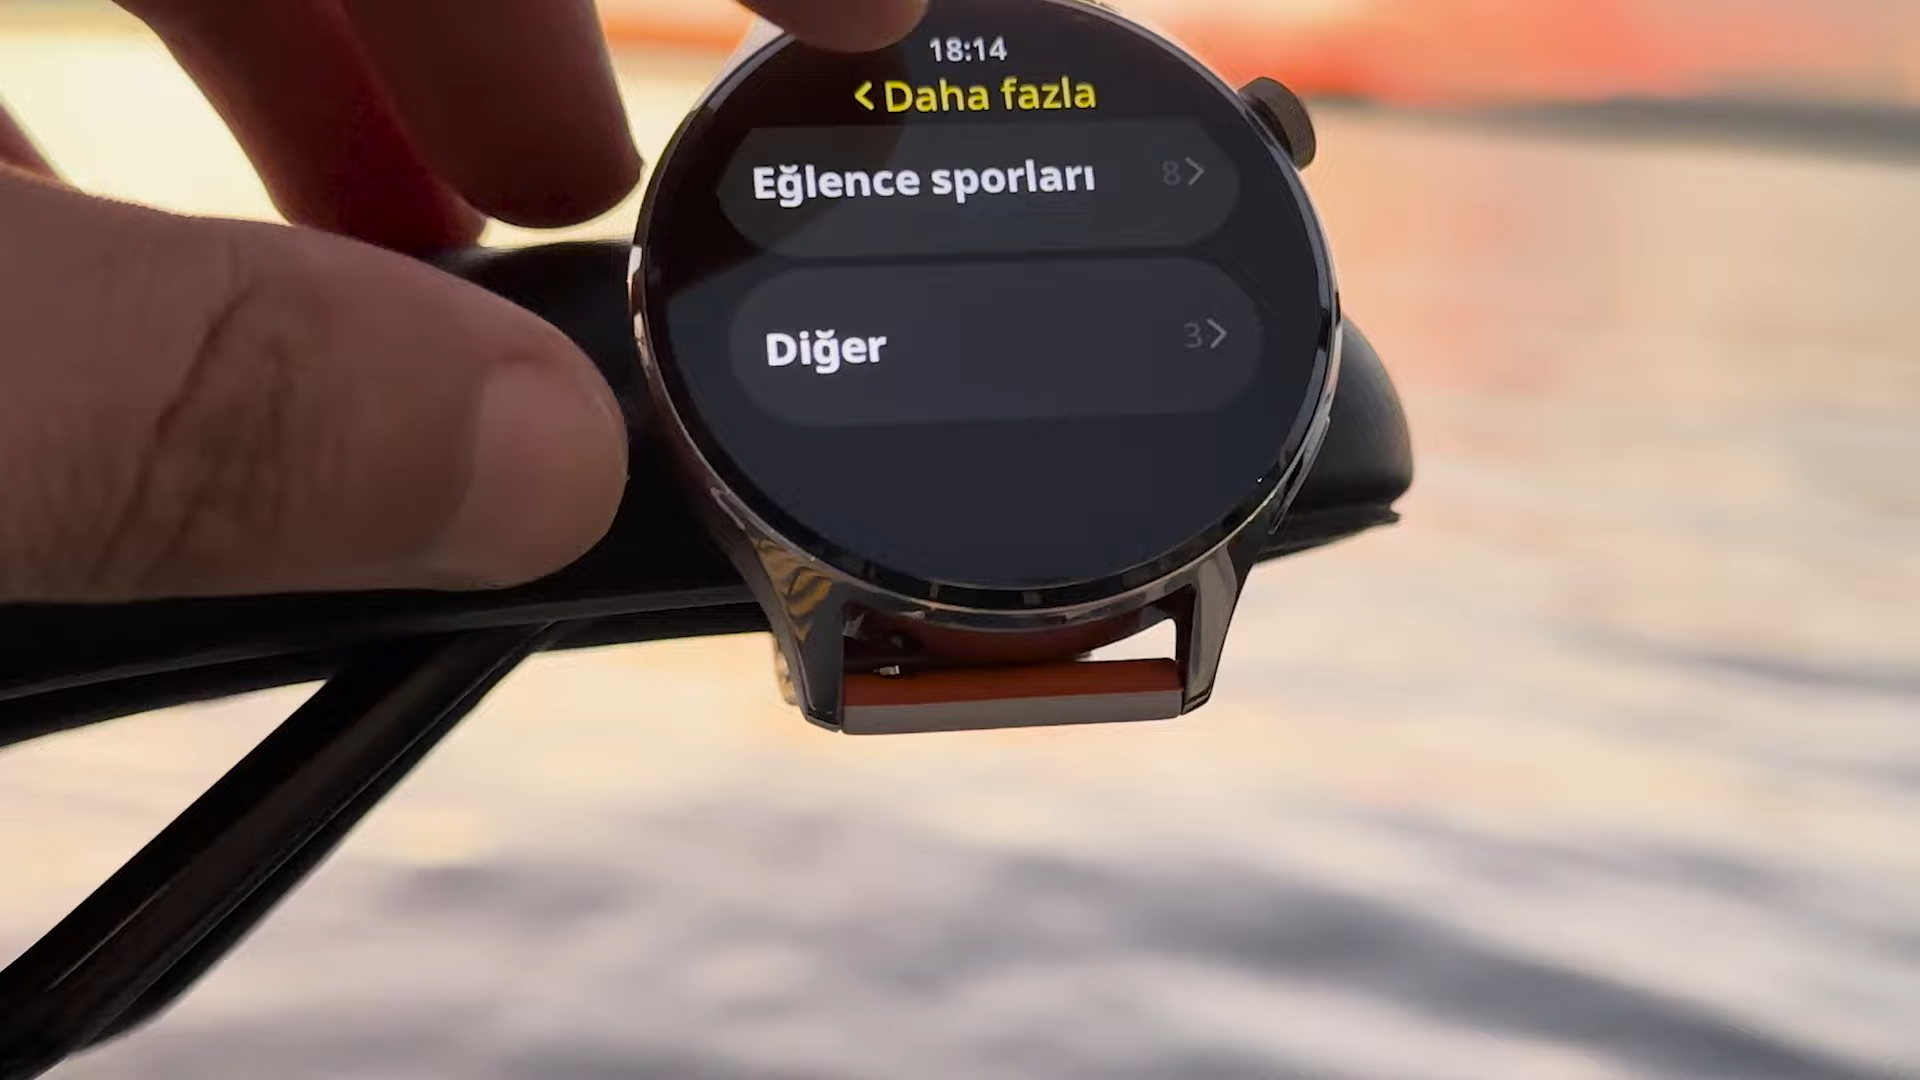 18:14
< Daha fazla
Eğlence sporları 8 >
Diğer 3 >